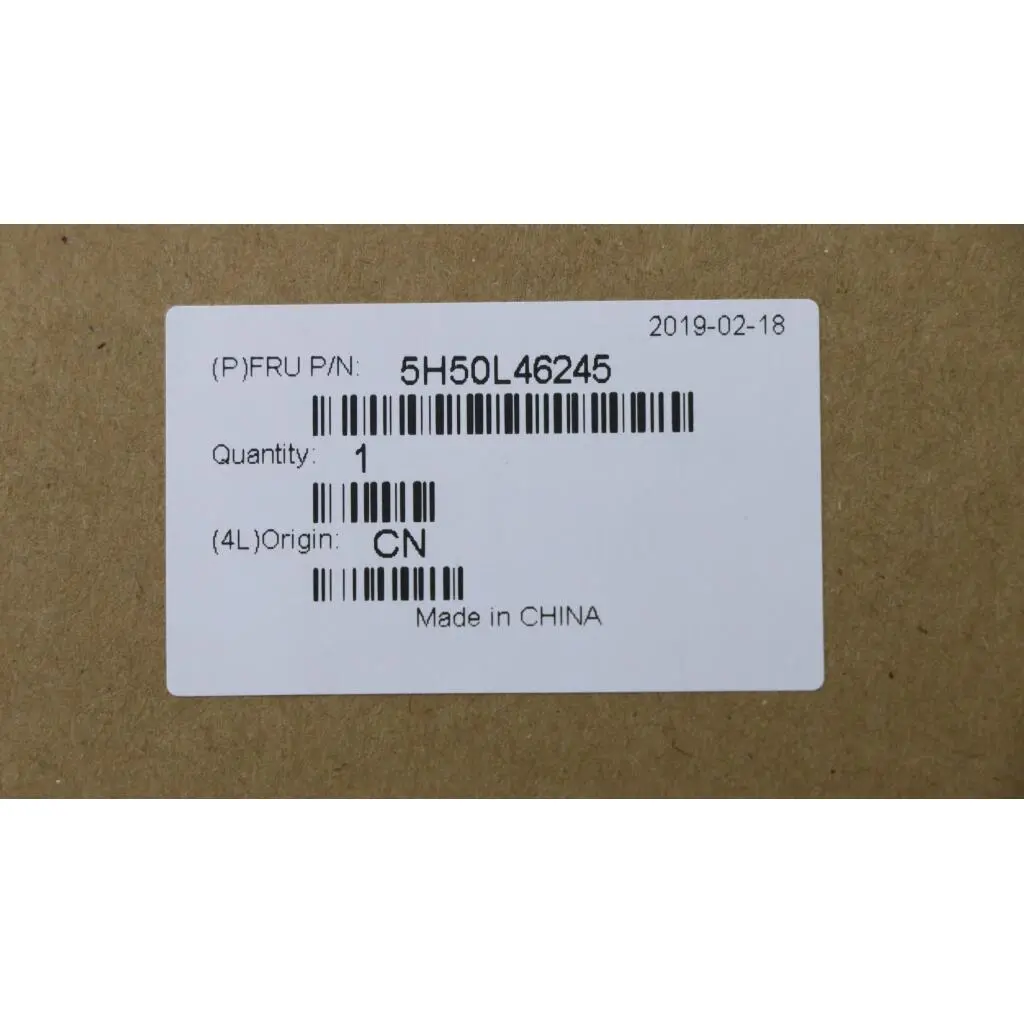 2019-02-18
(P)FRU P/N: 5H50L46245
Quantity: 1
(4L)Origin: CN
Made in CHINA